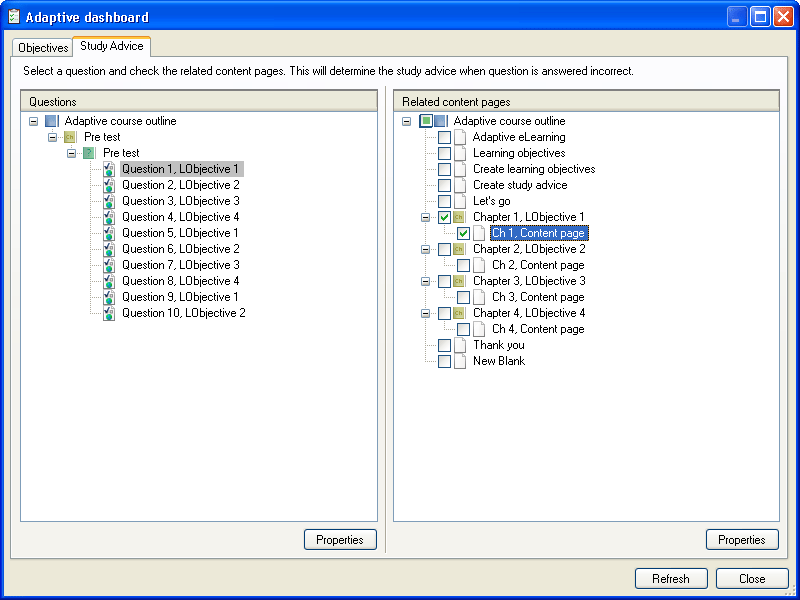 Adaptive dashboard
Objectives
Study Advice
Select a question and check the related content pages. This will determine the study advice when question is answered incorrect.
Questions
Adaptive course outline
Ch
Pre test
?
Pre test
Question 1, LObjective 1
Question 2, LObjective 2
Question 3, LObjective 3
Question 4, LObjective 4
Question 5, LObjective 1
Question 6, LObjective 2
Question 7, LObjective 3
Question 8, LObjective 4
Question 9, LObjective 1
Question 10, LObjective 2
Properties
Related content pages
Adaptive course outline
Adaptive eLearning
Learning objectives
Create learning objectives
Create study advice
Let's go
Ch
Chapter 1, LObjective 1
Ch 1, Content page
Ch
Chapter 2, LObjective 2
Ch 2, Content page
Ch
Chapter 3, LObjective 3
Ch 3, Content page
Ch
Chapter 4, LObjective 4
Ch 4, Content page
Thank you
New Blank
Properties
Refresh
Close